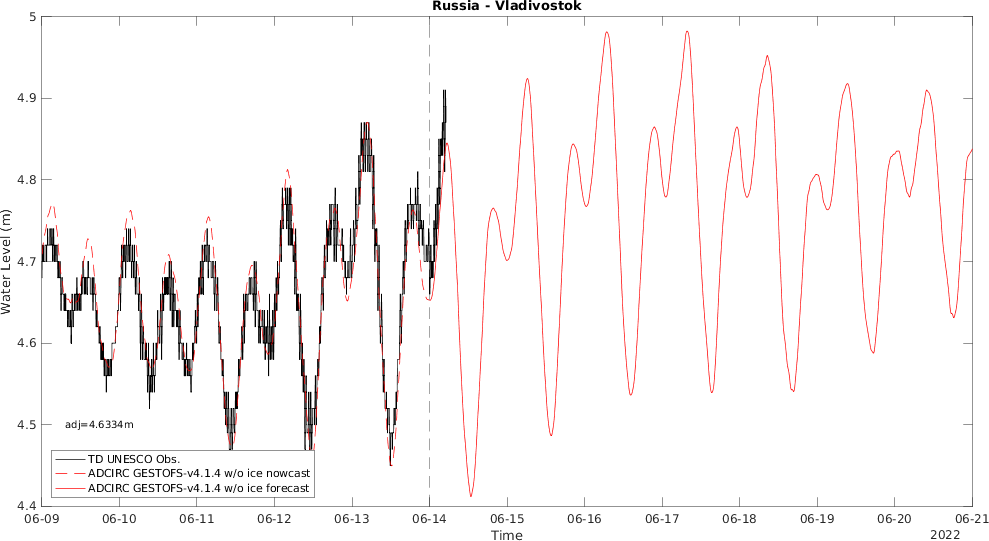 Russia - Vladivostok
5
4.9
4.8
4.7
4.6
4.5
4.4
Water Level (m)
adj=4.6334m
TD UNESCO Obs.
ADCIRC GESTOFS-v4.1.4 w/o ice nowcast
ADCIRC GESTOFS-v4.1.4 w/o ice forecast
06-09 06-10 06-11 06-12 06-13 06-14 06-15 06-16 06-17 06-18 06-19 06-20 06-21
Time
2022